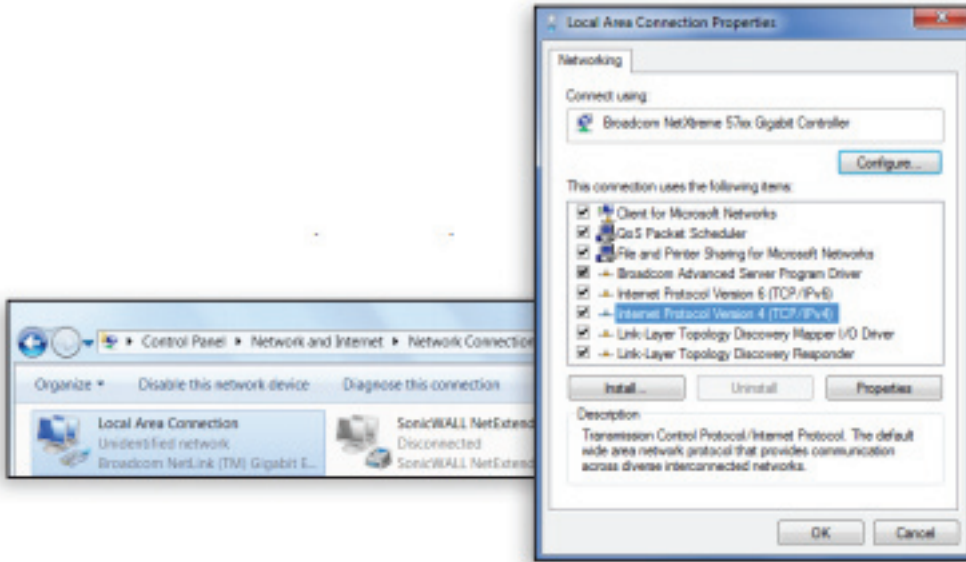 Control Panel ▸ Network and Internet ▸ Network Connection
Organize
Disable this network device
Diagnose this connection
Local Area Connection
Unidentified network
Broadcom NetLink (TM) Gigabit E...
SonicWALL NetExtend
Disconnected
SonicWALL NetExtend
Local Area Connection Properties
Networking
Connect using:
Broadcom NetXtreme 57xx Gigabit Controller
Configure...
This connection uses the following items:
Client for Microsoft Networks
QoS Packet Scheduler
File and Printer Sharing for Microsoft Networks
Broadcom Advanced Server Program Driver
Internet Protocol Version 6 (TCP/IPv6)
Internet Protocol Version 4 (TCP/IPv4)
Link-Layer Topology Discovery Mapper I/O Driver
Link-Layer Topology Discovery Responder
Install...
Uninstall
Properties
Description
Transmission Control Protocol/Internet Protocol. The default
wide area network protocol that provides communication
across diverse interconnected networks.
OK
Cancel